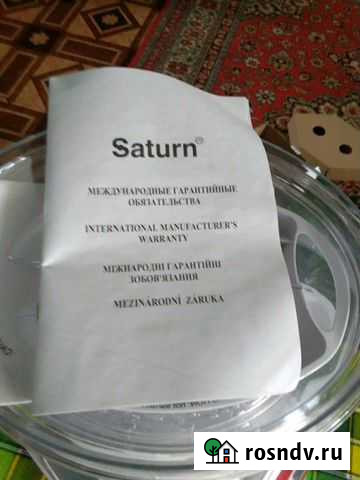 Saturn®
МЕЖДУНАРОДНЫЕ ГАРАНТИЙНЫЕ
ОБЯЗАТЕЛЬСТВА
INTERNATIONAL MANUFACTURER'S
WARRANTY
МІЖНАРОДНІ ГАРАНТІЙНІ
ЗОБОВ'ЯЗАННЯ
MEZINÁRODNÍ ZÁRUKA
rosndv.ru